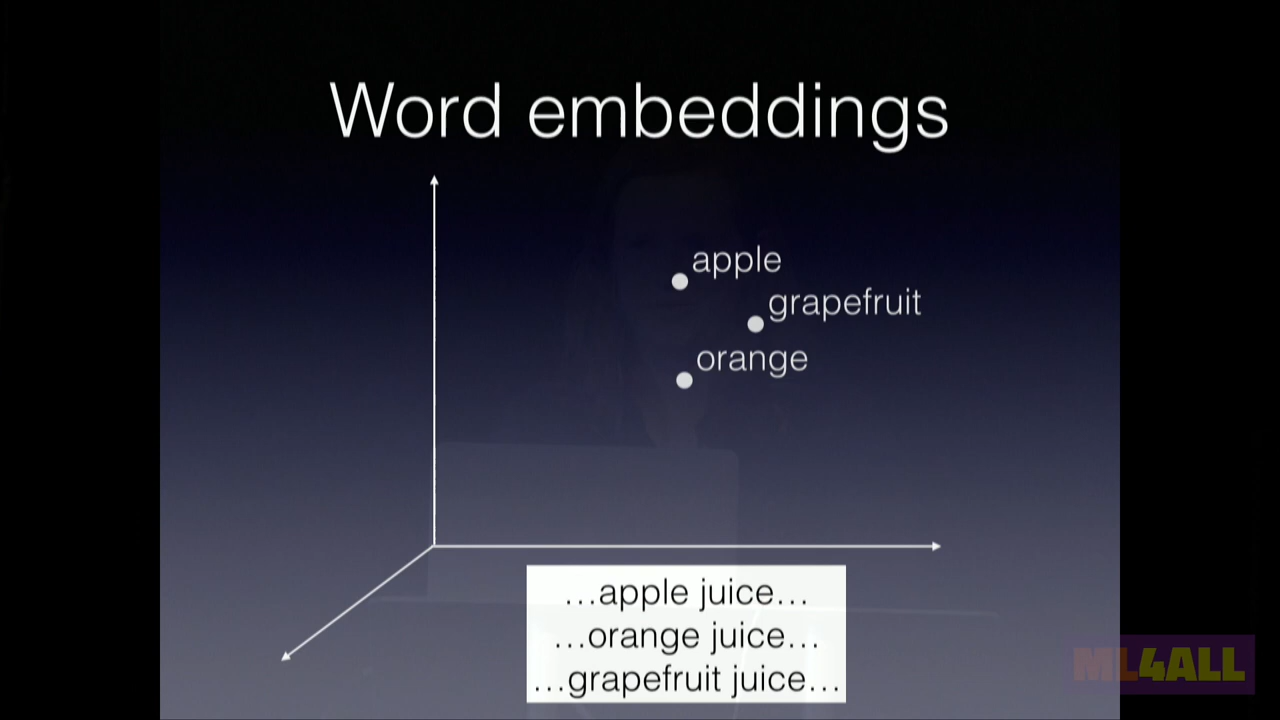 Word embeddings
apple
grapefruit
orange
…apple juice…
…orange juice…
…grapefruit juice…
ML4ALL